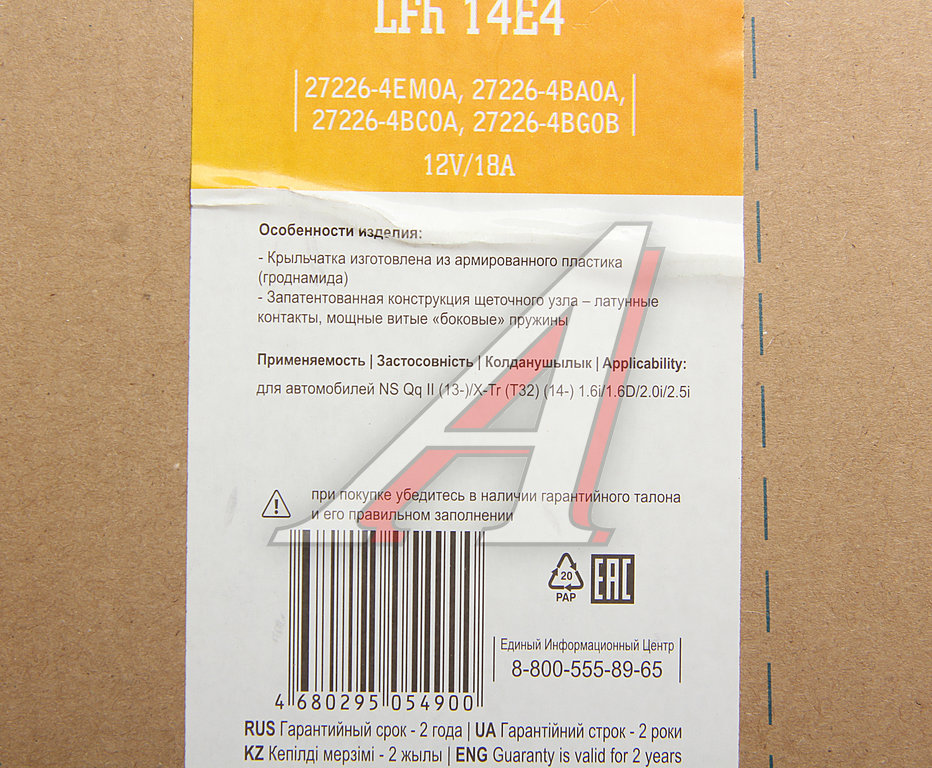 LFh 14E4
27226-4EM0A, 27226-4BA0A,
27226-4BC0A, 27226-4BG0B
12V/18A
Особенности изделия:
- Крыльчатка изготовлена из армированного пластика
(гроднамида)
- Запатентованная конструкция щеточного узла – латунные
контакты, мощные витые «боковые» пружины
Применяемость | Застосовність | Колданушылык | Applicability:
для автомобилей NS Qq II (13-)/X-Tr (T32) (14-) 1.6i/1.6D/2.0i/2.5i
при покупке убедитесь в наличии гарантийного талона
и его правильном заполнении
20
PAP
EAC
Единый Информационный Центр
8-800-555-89-65
4 680295 054900
RUS Гарантийный срок - 2 года | UA Гарантійний строк - 2 роки
KZ Кепілді мерзімі - 2 жылы | ENG Guaranty is valid for 2 years